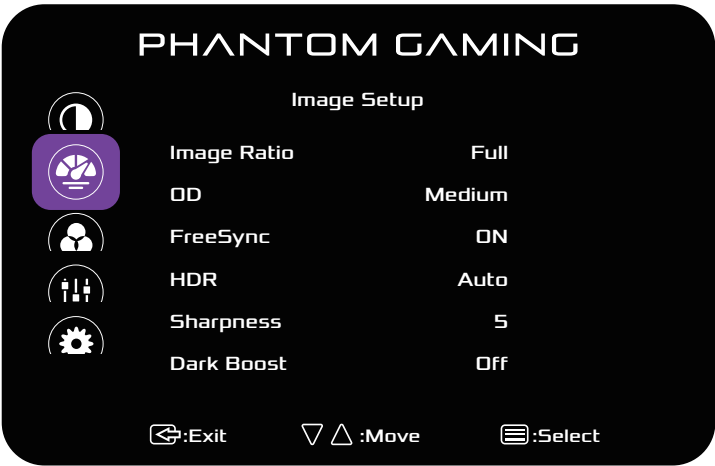 PHANTOM GAMING
Image Setup
Image Ratio Full
OD Medium
FreeSync ON
HDR Auto
Sharpness 5
Dark Boost Off
:Exit :Move :Select